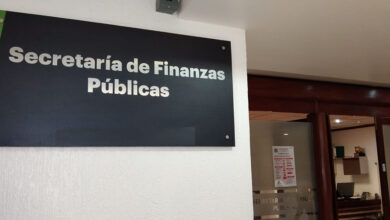 Secretaría de Finanzas
Públicas